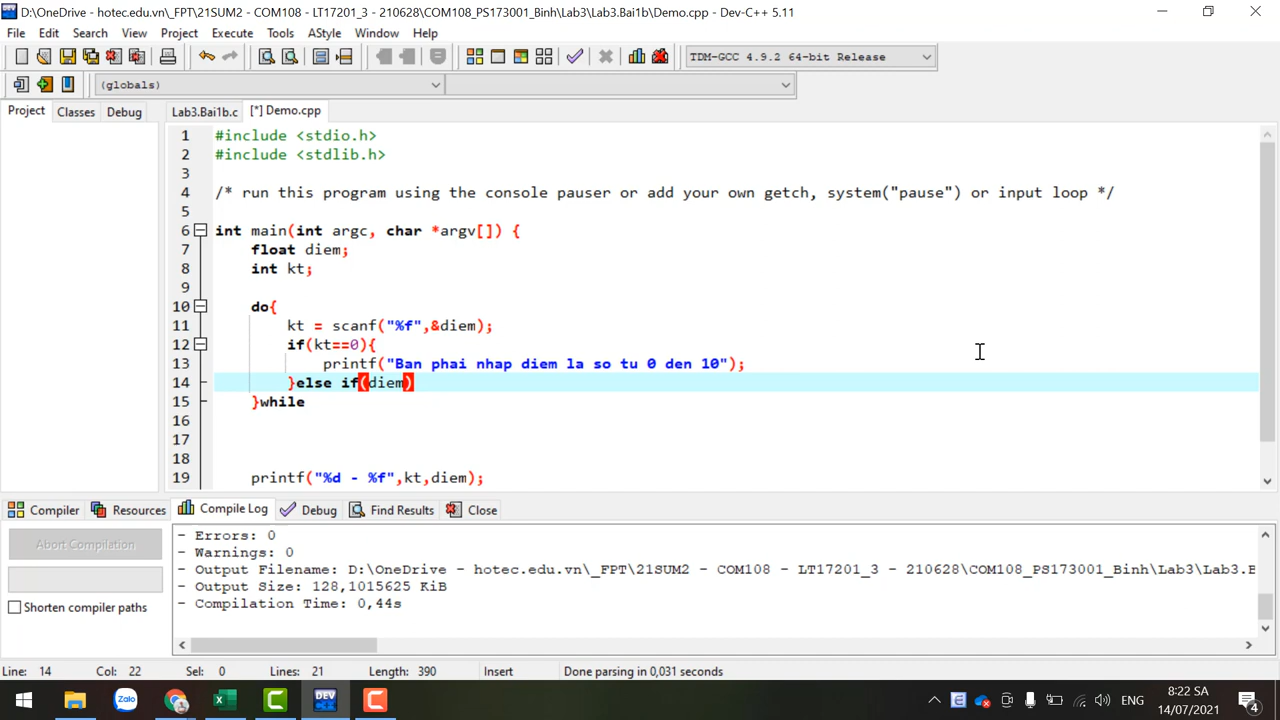 D:\OneDrive - hotec.edu.vn\_FPT\21SUM2 - COM108 - LT17201_3 - 210628\COM108_PS173001_Binh\Lab3\Lab3.Bai1b\Demo.cpp - Dev-C++ 5.11
File Edit Search View Project Execute Tools AStyle Window Help
TDM-GCC 4.9.2 64-bit Release
(globals)
Project Classes Debug Lab3.Bai1b.c [*] Demo.cpp
1 #include <stdio.h>
2 #include <stdlib.h>
3
4 /* run this program using the console pauser or add your own getch, system("pause") or input loop */
5
6 int main(int argc, char *argv[]) {
7 float diem;
8 int kt;
9
10 do{
11 kt = scanf("%f",&diem);
12 if(kt==0){
13 printf("Ban phai nhap diem la so tu 0 den 10");
14 }else if(diem)
15 }while
16
17
18
19 printf("%d - %f",kt,diem);
Compiler Resources Compile Log Debug Find Results Close
- Errors: 0
- Warnings: 0
- Output Filename: D:\OneDrive - hotec.edu.vn\_FPT\21SUM2 - COM108 - LT17201_3 - 210628\COM108_PS173001_Binh\Lab3\Lab3.B
- Output Size: 128,1015625 KiB
- Compilation Time: 0,44s
Abort Compilation
Shorten compiler paths
Line: 14 Col: 22 Sel: 0 Lines: 21 Length: 390 Insert Done parsing in 0,031 seconds
Zalo DEV ENG 8:22 SA
14/07/2021 4